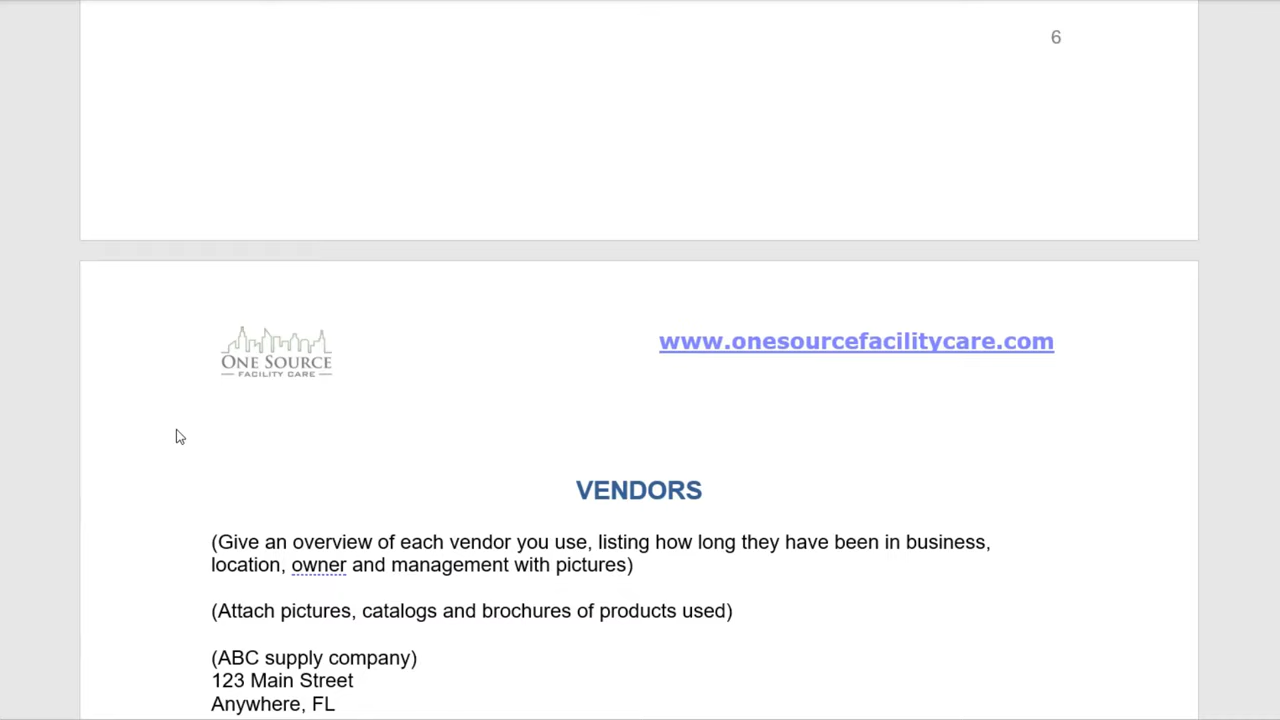 6
ONE SOURCE
FACILITY CARE
www.onesourcefacilitycare.com
VENDORS
(Give an overview of each vendor you use, listing how long they have been in business,
location, owner and management with pictures)
(Attach pictures, catalogs and brochures of products used)
(ABC supply company)
123 Main Street
Anywhere, FL